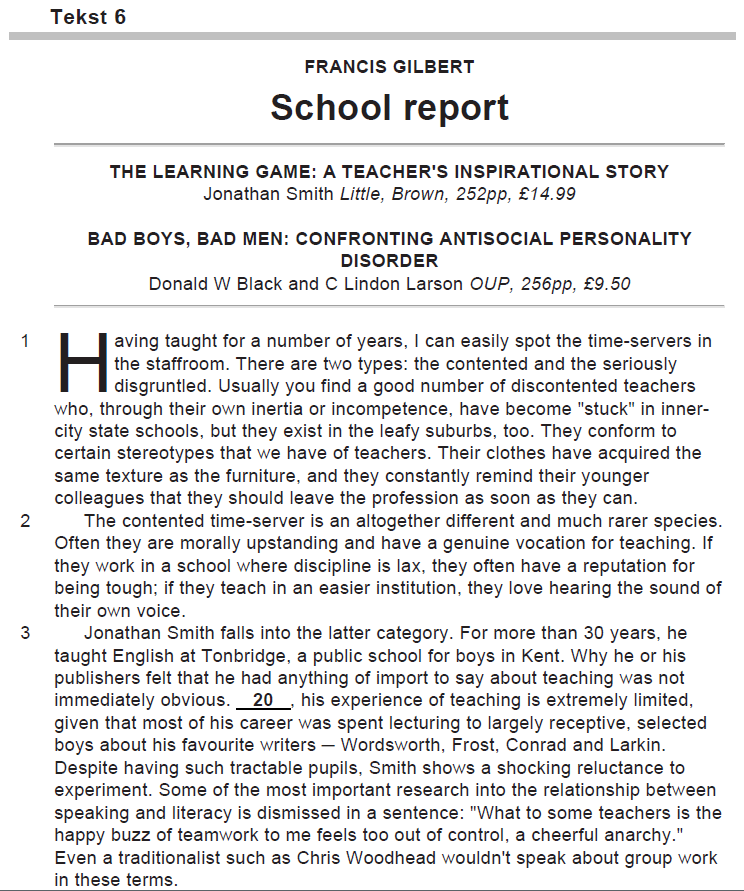 Tekst 6
FRANCIS GILBERT
School report
THE LEARNING GAME: A TEACHER'S INSPIRATIONAL STORY
Jonathan Smith Little, Brown, 252pp, £14.99
BAD BOYS, BAD MEN: CONFRONTING ANTISOCIAL PERSONALITY
DISORDER
Donald W Black and C Lindon Larson OUP, 256pp, £9.50
1 Having taught for a number of years, I can easily spot the time-servers in
the staffroom. There are two types: the contented and the seriously
disgruntled. Usually you find a good number of discontented teachers
who, through their own inertia or incompetence, have become "stuck" in inner-
city state schools, but they exist in the leafy suburbs, too. They conform to
certain stereotypes that we have of teachers. Their clothes have acquired the
same texture as the furniture, and they constantly remind their younger
colleagues that they should leave the profession as soon as they can.
2 The contented time-server is an altogether different and much rarer species.
Often they are morally upstanding and have a genuine vocation for teaching. If
they work in a school where discipline is lax, they often have a reputation for
being tough; if they teach in an easier institution, they love hearing the sound of
their own voice.
3 Jonathan Smith falls into the latter category. For more than 30 years, he
taught English at Tonbridge, a public school for boys in Kent. Why he or his
publishers felt that he had anything of import to say about teaching was not
immediately obvious. __20__, his experience of teaching is extremely limited,
given that most of his career was spent lecturing to largely receptive, selected
boys about his favourite writers — Wordsworth, Frost, Conrad and Larkin.
Despite having such tractable pupils, Smith shows a shocking reluctance to
experiment. Some of the most important research into the relationship between
speaking and literacy is dismissed in a sentence: "What to some teachers is the
happy buzz of teamwork to me feels too out of control, a cheerful anarchy."
Even a traditionalist such as Chris Woodhead wouldn't speak about group work
in these terms.